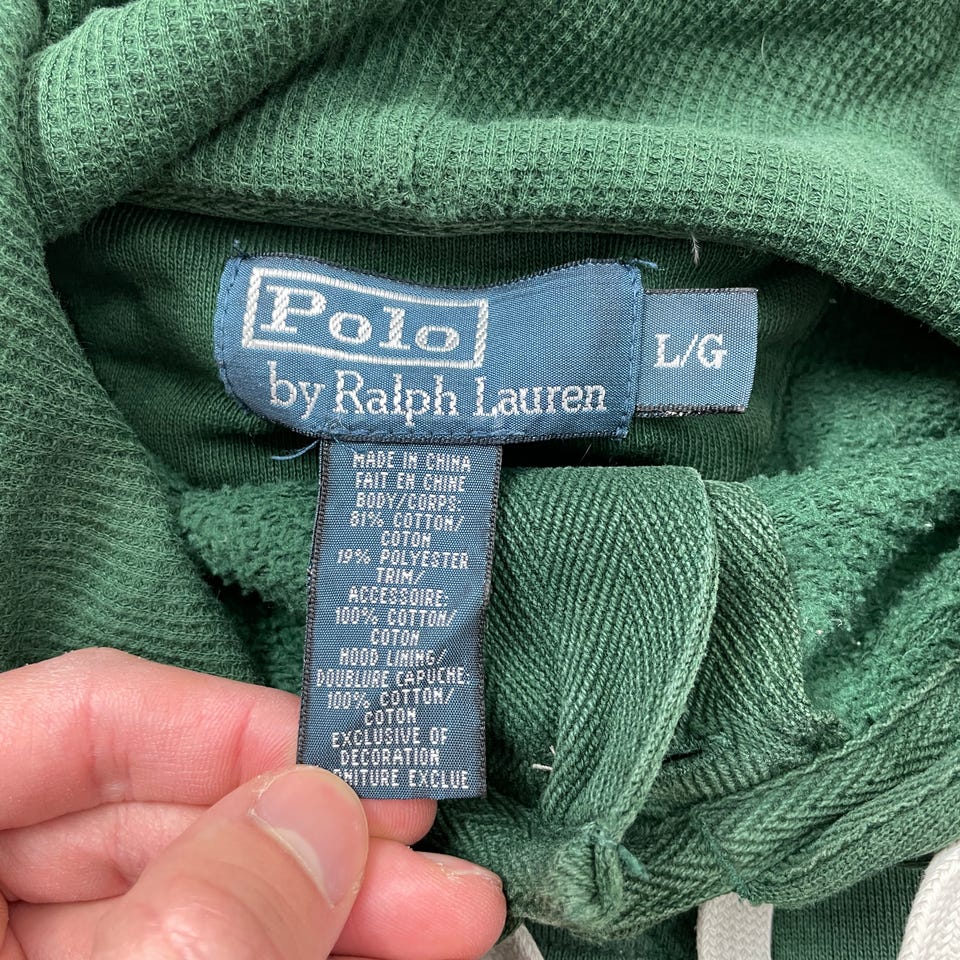 Polo
by Ralph Lauren
L/G
MADE IN CHINA
FAIT EN CHINE
BODY/CORPS:
81% COTTON/
COTON
19% POLYESTER
TRIM/
ACCESSOIRE:
100% COTTON/
COTON
HOOD LINING/
DOUBLURE CAPUCHE:
100% COTTON/
COTON
EXCLUSIVE OF
DECORATION
EXCLUE